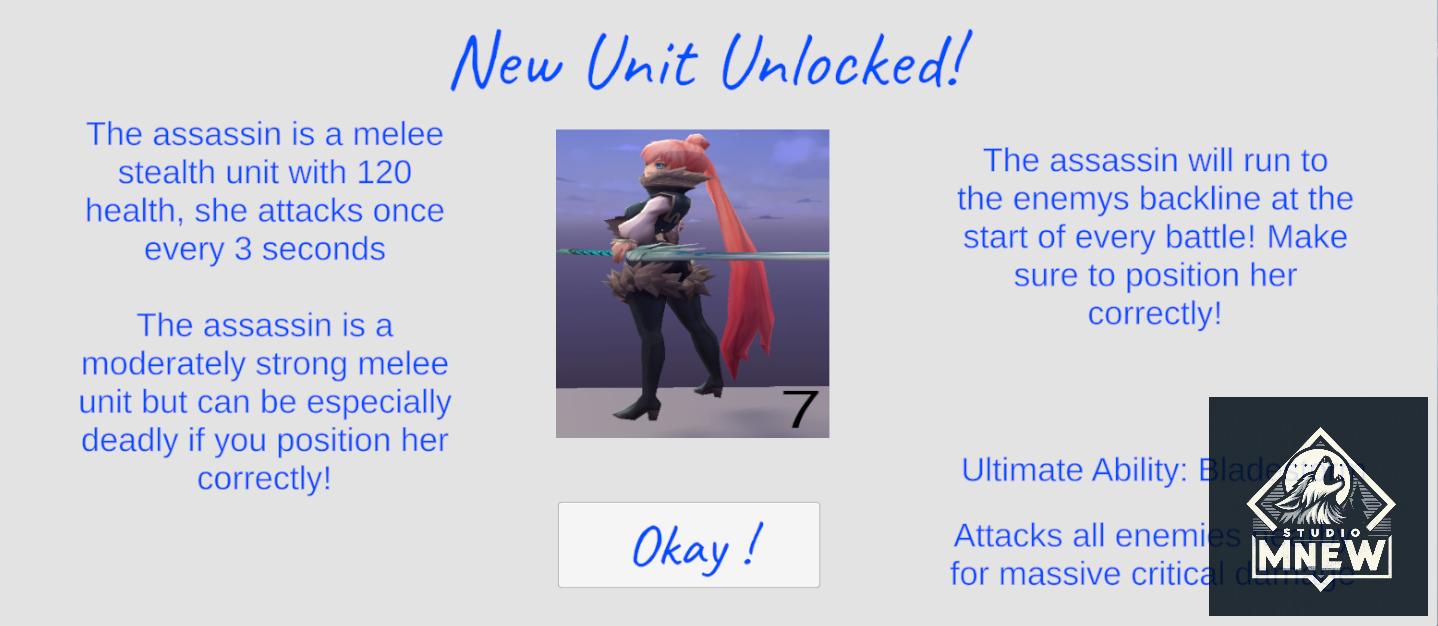 New Unit Unlocked!
The assassin is a melee
stealth unit with 120
health, she attacks once
every 3 seconds
The assassin is a
moderately strong melee
unit but can be especially
deadly if you position her
correctly!
7
Okay !
The assassin will run to
the enemys backline at the
start of every battle! Make
sure to position her
correctly!
Ultimate Ability:
Attacks all enemies
for massive critical damage
STUDIO
MNEW